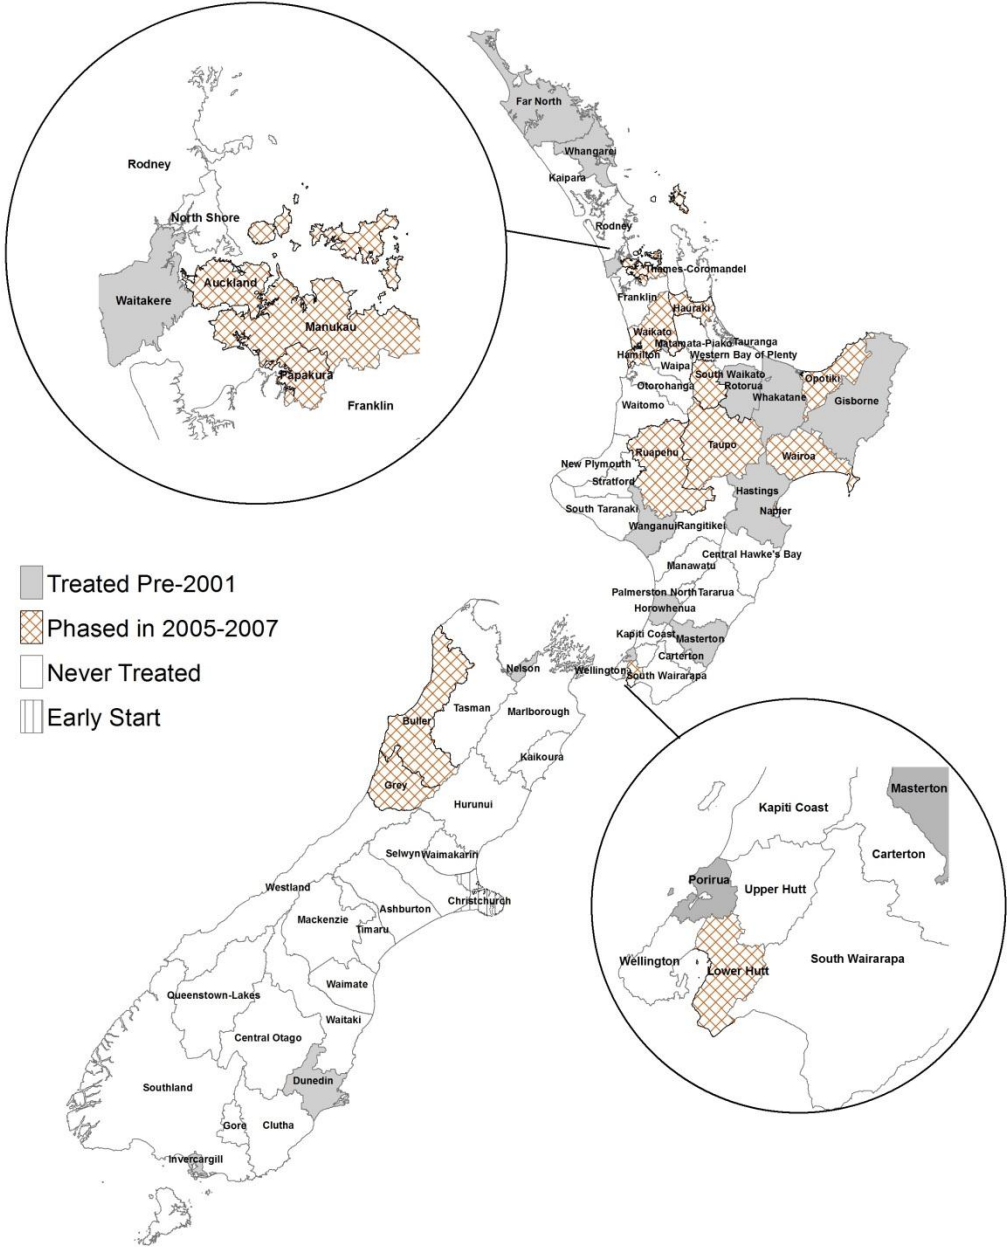 Rodney
North Shore
Waitakere
Auckland
Manukau
Papakura
Franklin
Far North
Whangarei
Kaipara
Rodney
Thames-Coromandel
Franklin
Hauraki
Waikato
Matamata-Piako
Tauranga
Hamilton
Western Bay of Plenty
Waipa
South Waikato
Opotiki
Otorohanga
Rotorua
Whakatane
Gisborne
Waitomo
Taupo
Ruapehu
Wairoa
New Plymouth
Stratford
Hastings
South Taranaki
Napier
Wanganui
Rangitikei
Central Hawke's Bay
Manawatu
Palmerston North
Tararua
Horowhenua
Kapiti Coast
Masterton
Carterton
Wellington
South Wairarapa
Treated Pre-2001
Phased in 2005-2007
Never Treated
Early Start
Nelson
Tasman
Marlborough
Buller
Kaikoura
Grey
Hurunui
Selwyn
Waimakariri
Westland
Christchurch
Ashburton
Mackenzie
Timaru
Waimate
Queenstown-Lakes
Waitaki
Central Otago
Dunedin
Southland
Gore
Clutha
Invercargill
Masterton
Kapiti Coast
Carterton
Porirua
Upper Hutt
Wellington
Lower Hutt
South Wairarapa